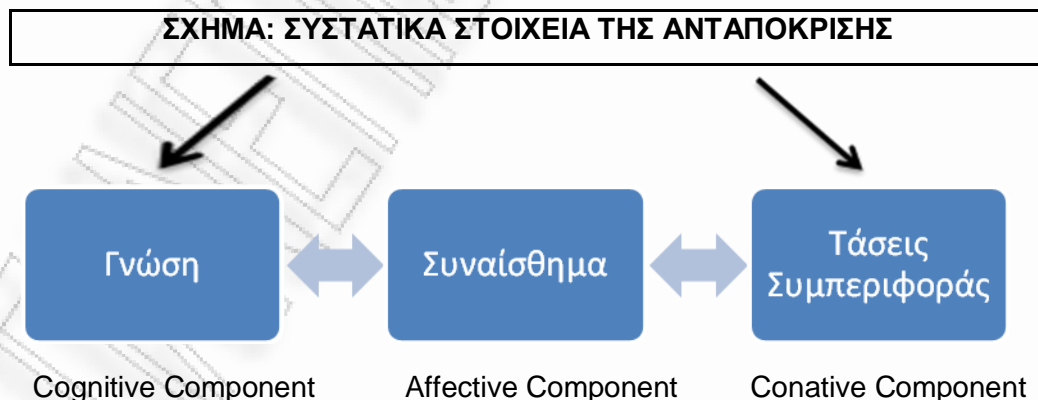 ΣΧΗΜΑ: ΣΥΣΤΑΤΙΚΑ ΣΤΟΙΧΕΙΑ ΤΗΣ ΑΝΤΑΠΟΚΡΙΣΗΣ
Γνώση
Συναίσθημα
Τάσεις
Συμπεριφοράς
Cognitive Component
Affective Component
Conative Component